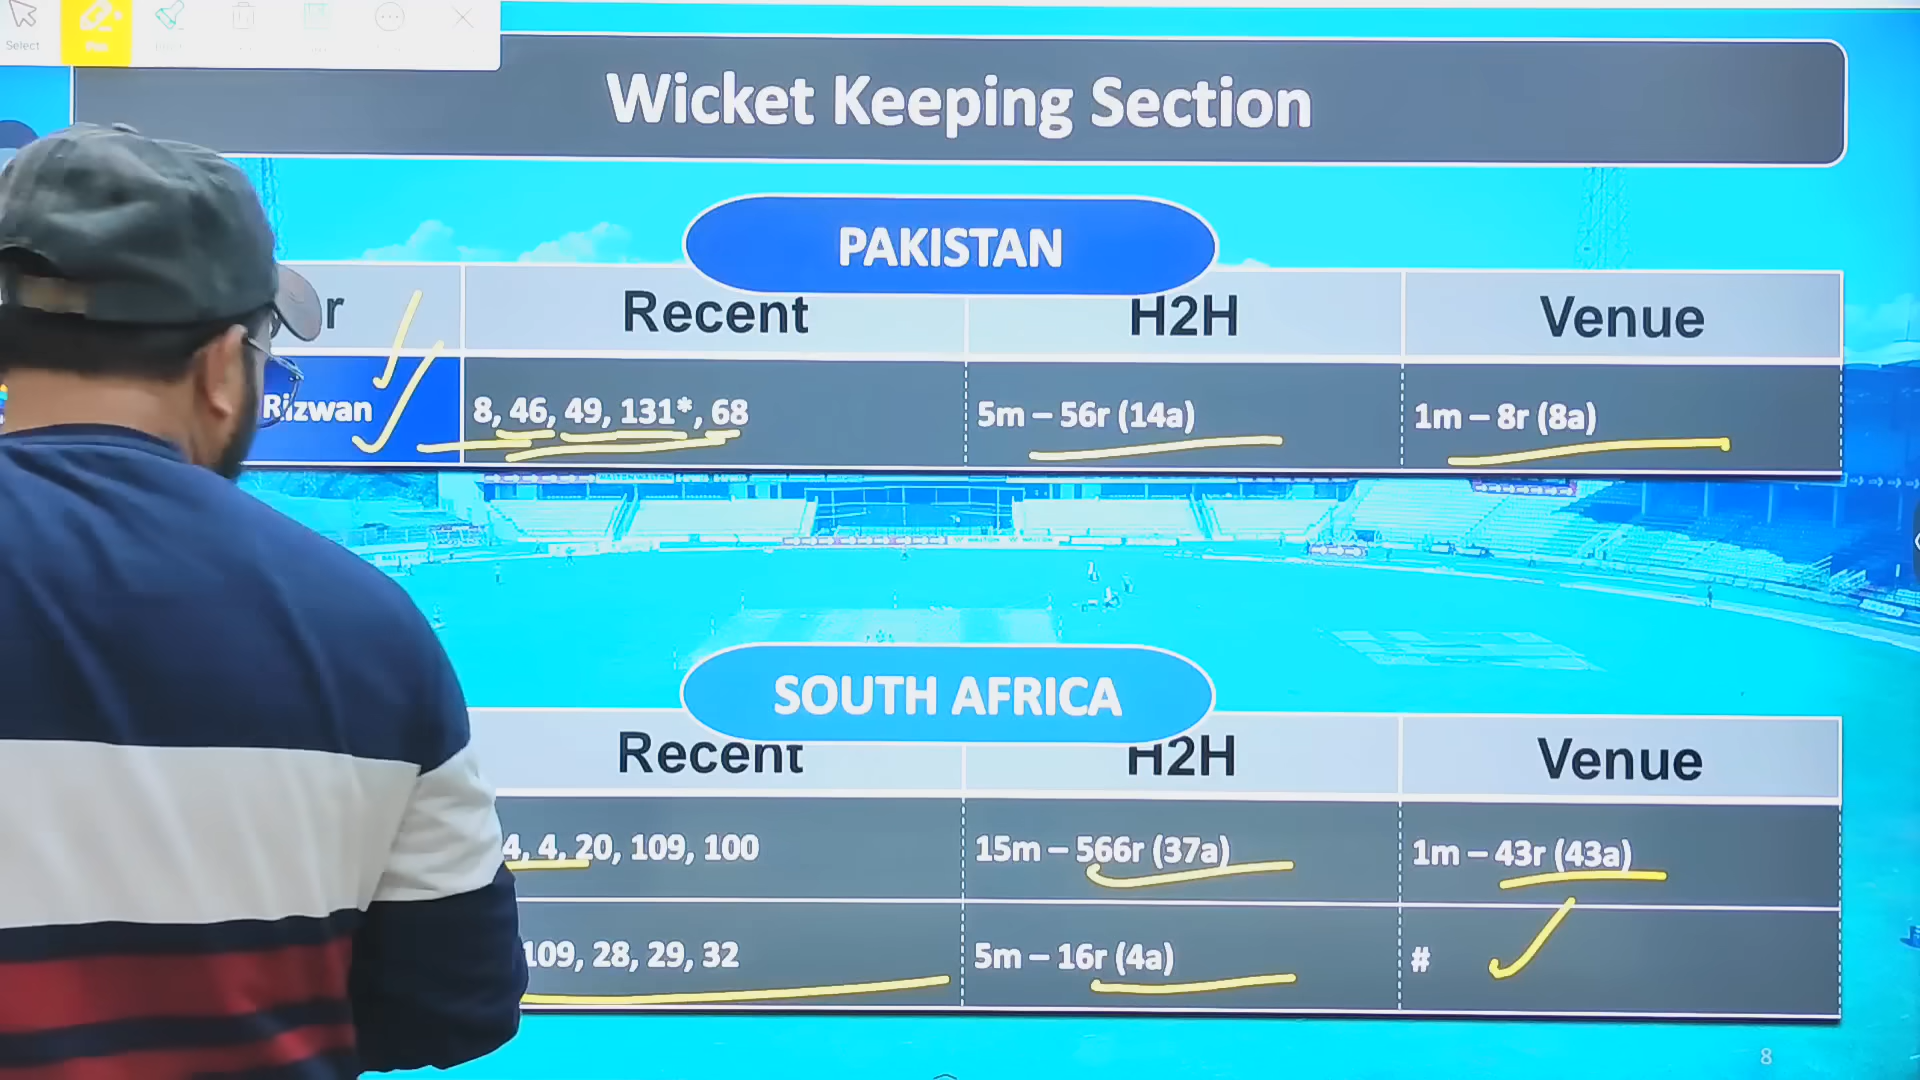 Select
Wicket Keeping Section
PAKISTAN
r Recent H2H Venue
Rizwan 8, 46, 49, 131*, 68 5m – 56r (14a) 1m – 8r (8a)
SOUTH AFRICA
Recent H2H Venue
4, 4, 20, 109, 100 15m – 566r (37a) 1m – 43r (43a)
109, 28, 29, 32 5m – 16r (4a) #
8